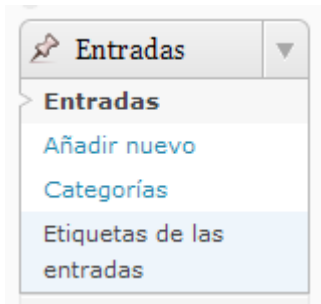 Entradas
Entradas
Añadir nuevo
Categorías
Etiquetas de las
entradas